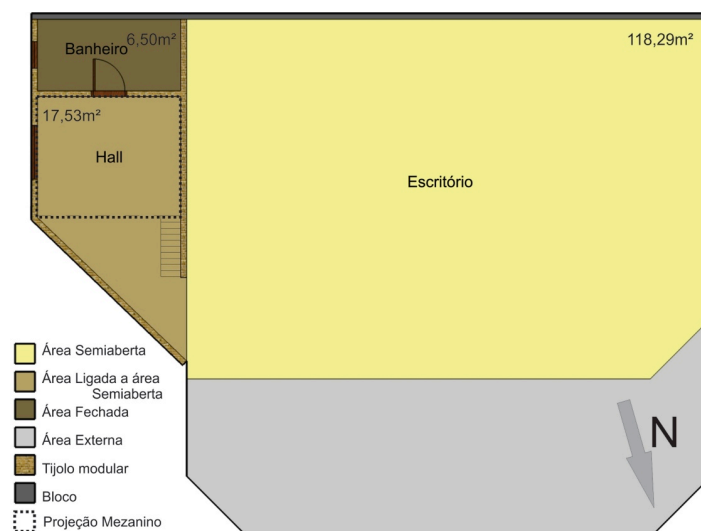 6,50m²
Banheiro
118,29m²
17,53m²
Hall
Escritório
Área Semiaberta
Área Ligada a área
Semiaberta
Área Fechada
Área Externa
Tijolo modular
Bloco
Projeção Mezanino
N